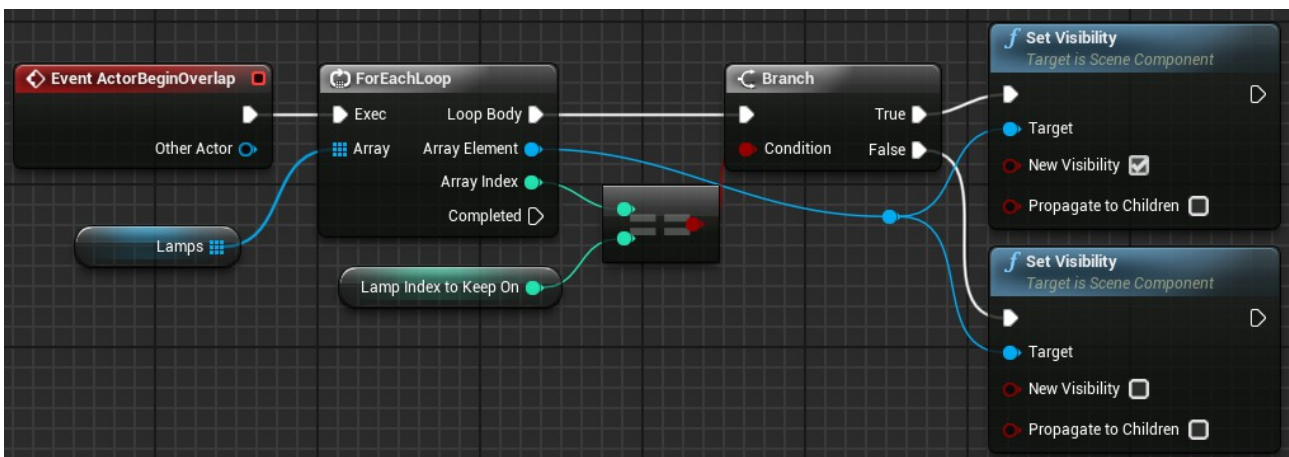 Event ActorBeginOverlap
Other Actor
Lamps
ForEachLoop
Exec
Loop Body
Array
Array Element
Array Index
Completed
Lamp Index to Keep On
==
Branch
True
Condition
False
f Set Visibility
Target is Scene Component
Target
New Visibility
Propagate to Children
f Set Visibility
Target is Scene Component
Target
New Visibility
Propagate to Children